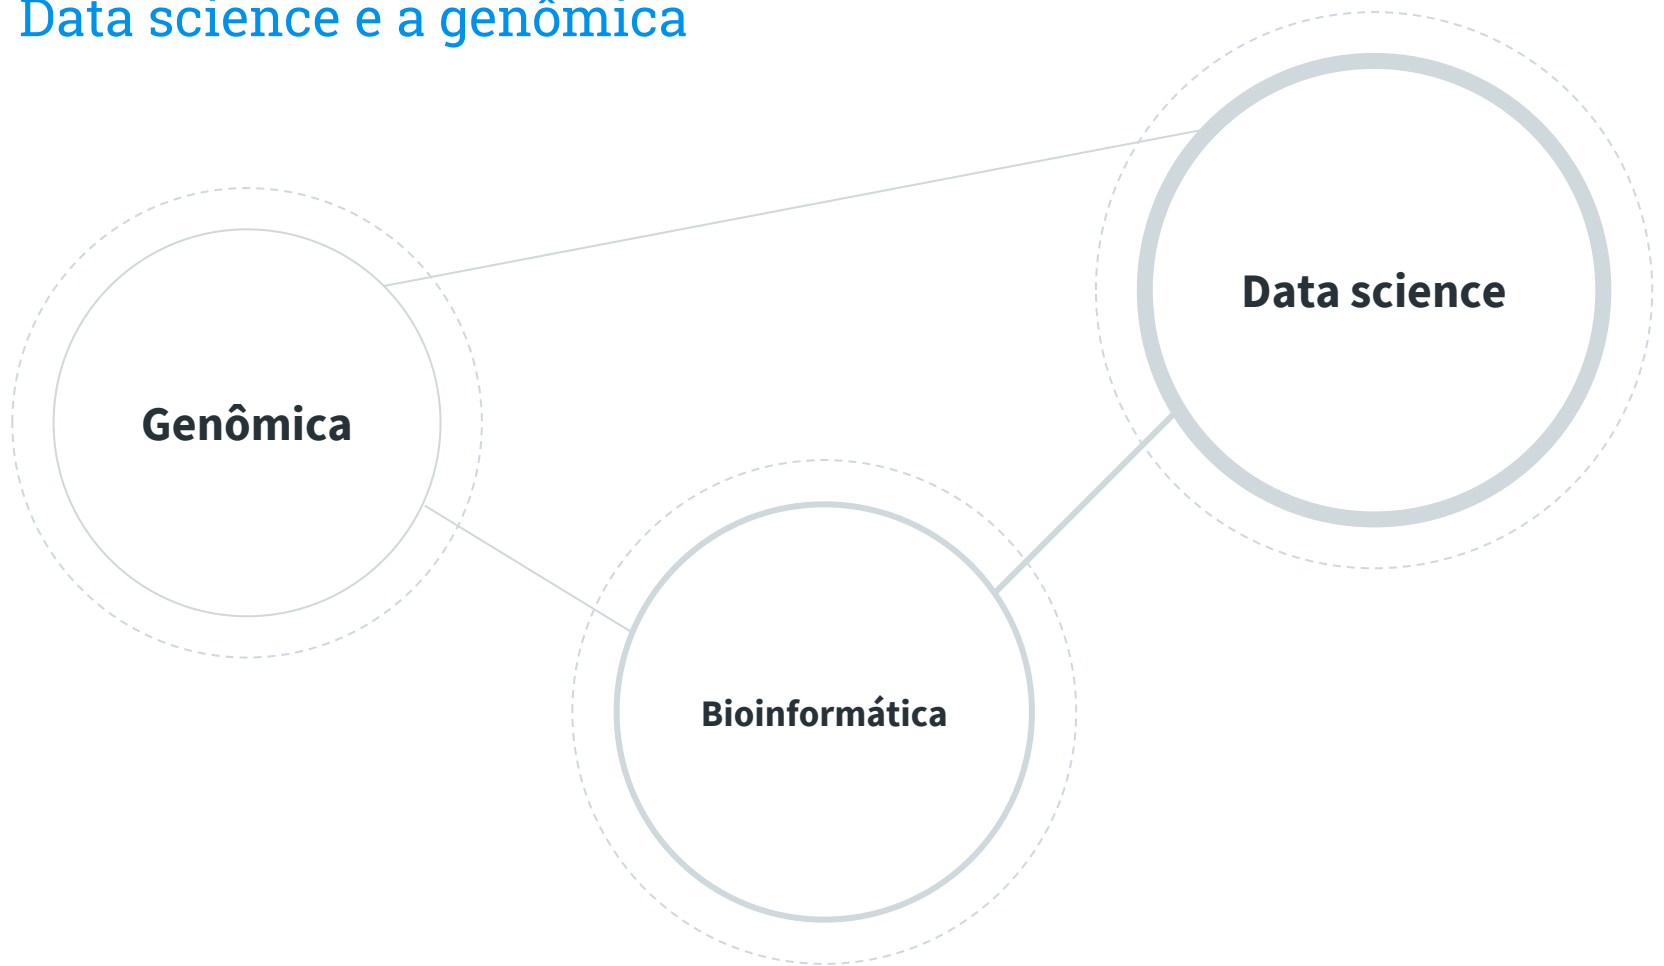 Data science e a genômica
Data science
Genômica
Bioinformática